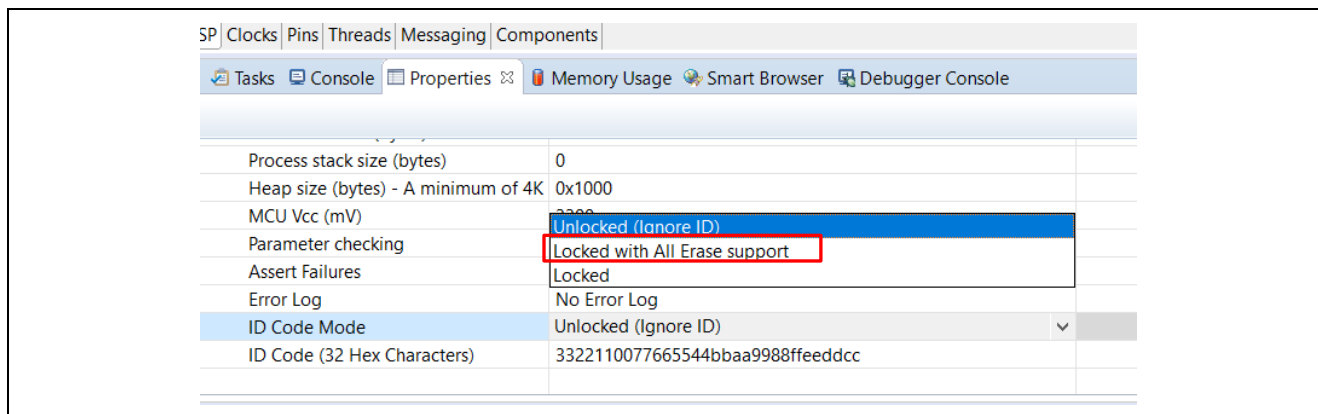 SP Clocks Pins Threads Messaging Components
Tasks Console Properties Memory Usage Smart Browser Debugger Console
Process stack size (bytes) 0
Heap size (bytes) - A minimum of 4K 0x1000
MCU Vcc (mV)
Unlocked (Ignore ID)
Parameter checking
Locked with All Erase support
Assert Failures
Locked
Error Log No Error Log
ID Code Mode Unlocked (Ignore ID)
ID Code (32 Hex Characters) 3322110077665544bbaa9988ffeeddcc